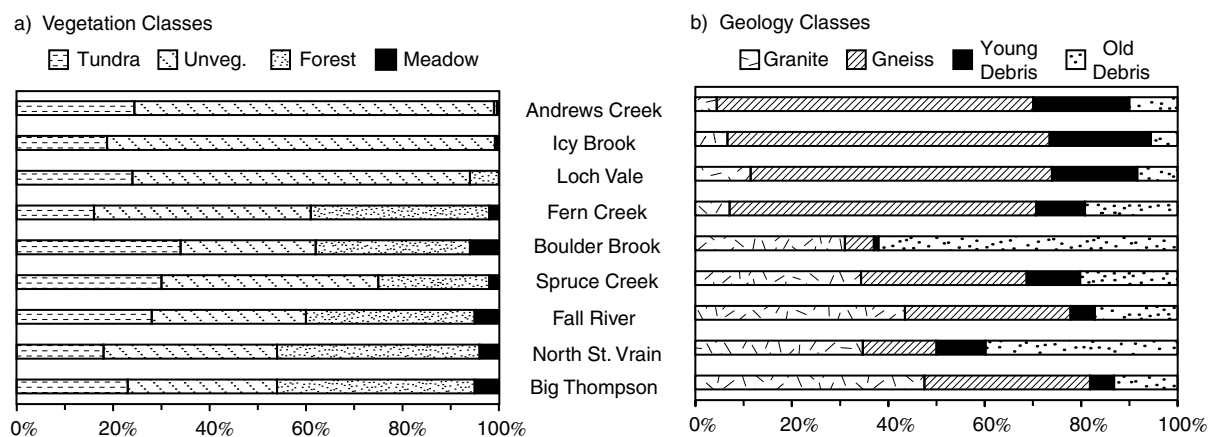 a) Vegetation Classes
Tundra Unveg. Forest Meadow
b) Geology Classes
Granite Gneiss Young Debris Old Debris
Andrews Creek
Icy Brook
Loch Vale
Fern Creek
Boulder Brook
Spruce Creek
Fall River
North St. Vrain
Big Thompson
0% 20% 40% 60% 80% 100%
0% 20% 40% 60% 80% 100%